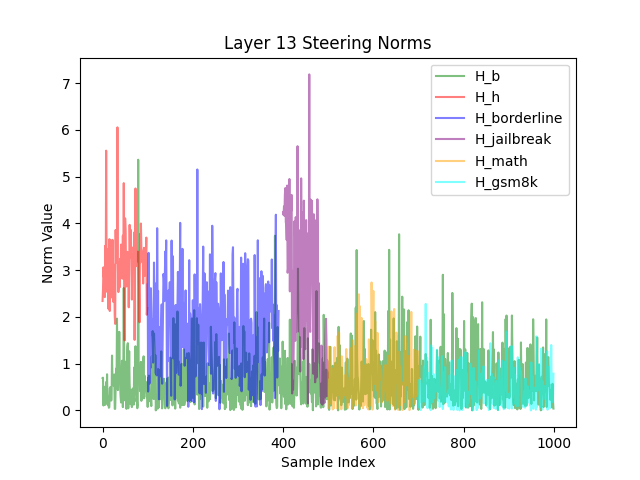 Layer 13 Steering Norms
Norm Value
7
6
5
4
3
2
1
0
0
200
400
600
800
1000
Sample Index
H_b
H_h
H_borderline
H_jailbreak
H_math
H_gsm8k